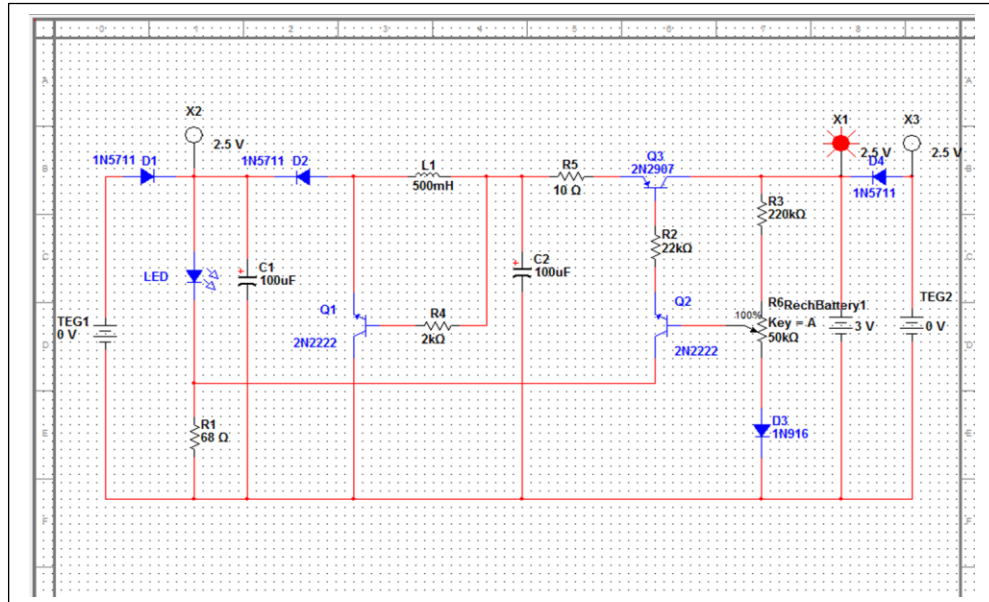 0 1 2 3 4 5 6 7 8 9
A A
X2
2.5 V
X1
X3
2.5 V
2.5 V
1N5711 D1
1N5711 D2
L1
500mH
R5
10 Ω
Q3
2N2907
D4
1N5711
B B
R3
220kΩ
R2
22kΩ
C C
LED
C1
100uF
C2
100uF
TEG1
0 V
Q1
2N2222
R4
2kΩ
Q2
2N2222
100%
R6
Key = A
50kΩ
RechBattery1
3 V
TEG2
0 V
D D
R1
68 Ω
D3
1N916
E E
F F